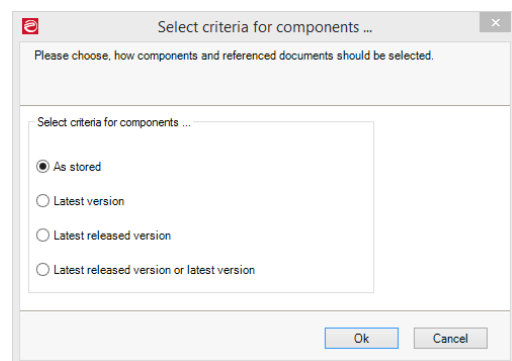 Select criteria for components ...
Please choose, how components and referenced documents should be selected.
Select criteria for components ...
As stored
Latest version
Latest released version
Latest released version or latest version
Ok Cancel